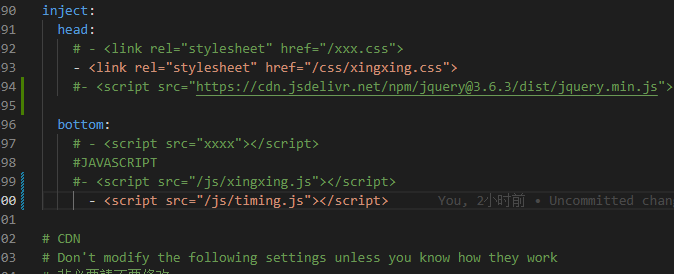 90 inject:
91 head:
92 # - <link rel="stylesheet" href="/xxx.css">
93 - <link rel="stylesheet" href="/css/xingxing.css">
94 #- <script src="https://cdn.jsdelivr.net/npm/jquery@3.6.3/dist/jquery.min.js">
95
96 bottom:
97 # - <script src="xxxx"></script>
98 #JAVASCRIPT
99 #- <script src="/js/xingxing.js"></script>
00 - <script src="/js/timing.js"></script> You, 2小时前 • Uncommitted chan
01
02 # CDN
03 # Don't modify the following settings unless you know how they work